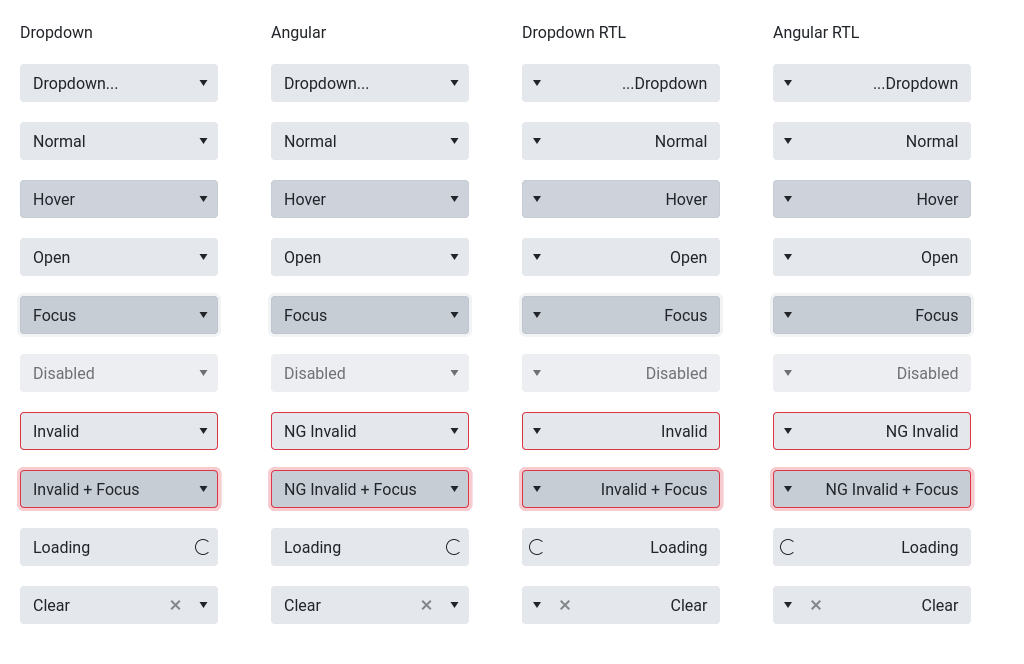 Dropdown Angular Dropdown RTL Angular RTL
Dropdown... Dropdown... ...Dropdown ...Dropdown
Normal Normal Normal Normal
Hover Hover Hover Hover
Open Open Open Open
Focus Focus Focus Focus
Disabled Disabled Disabled Disabled
Invalid NG Invalid Invalid NG Invalid
Invalid + Focus NG Invalid + Focus Invalid + Focus NG Invalid + Focus
Loading Loading Loading Loading
Clear Clear Clear Clear